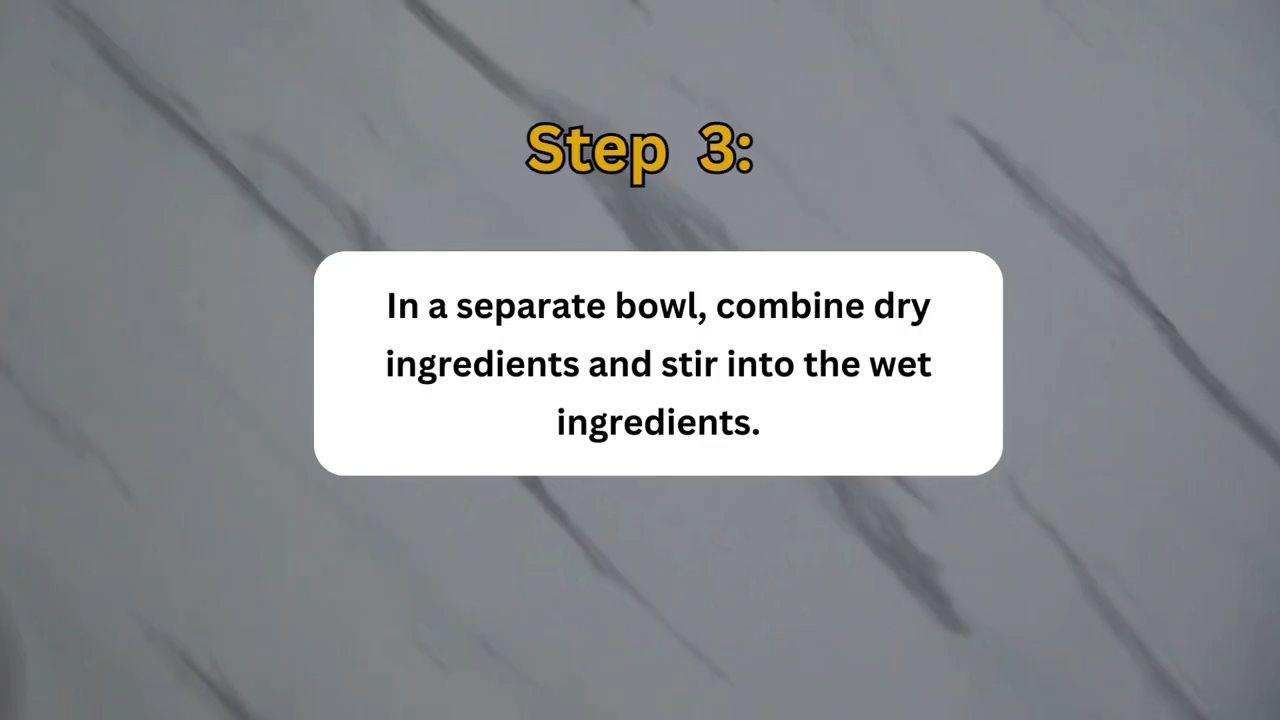 Step 3:
In a separate bowl, combine dry
ingredients and stir into the wet
ingredients.